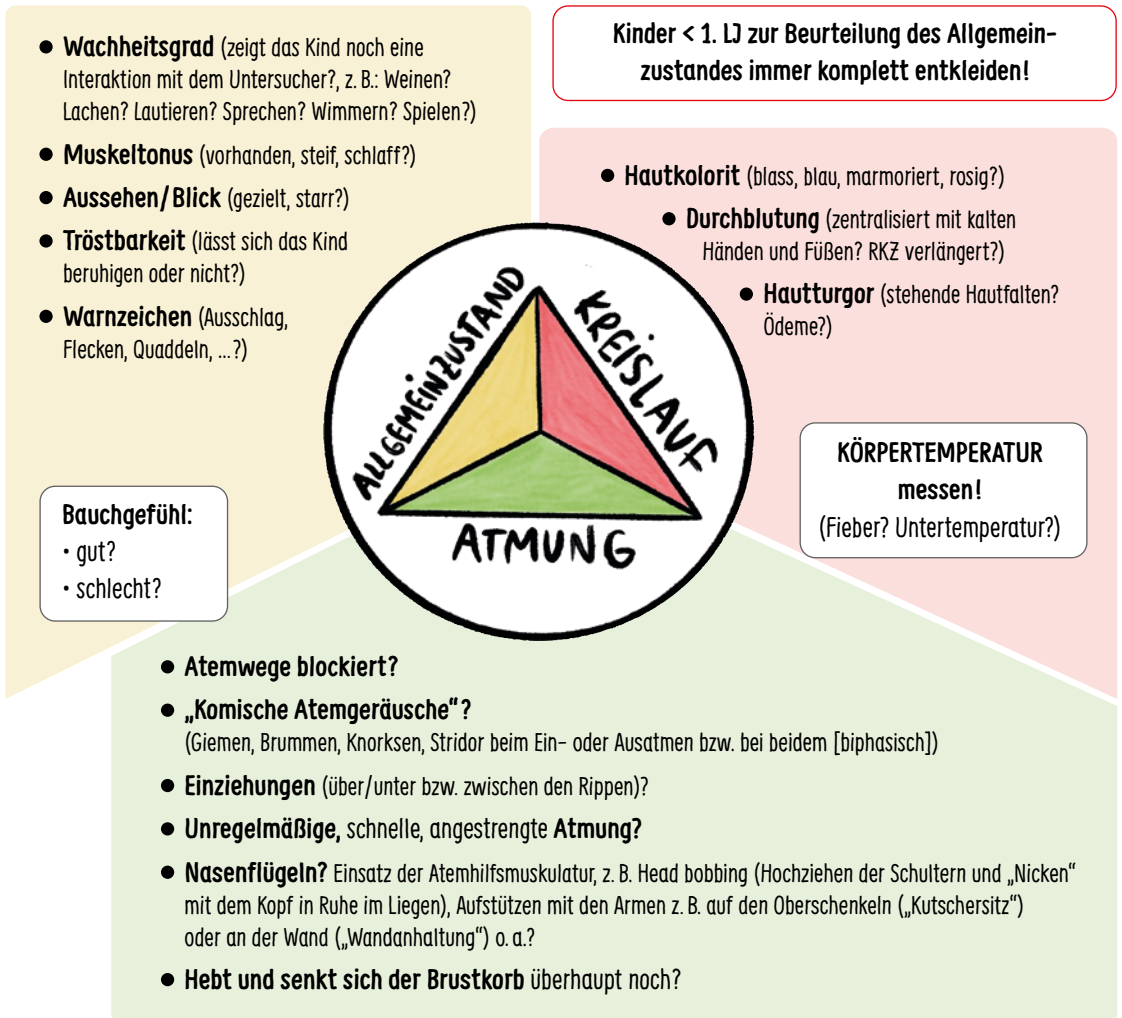 ● Wachheitsgrad (zeigt das Kind noch eine
Interaktion mit dem Untersucher?, z. B.: Weinen?
Lachen? Lautieren? Sprechen? Wimmern? Spielen?)
● Muskeltonus (vorhanden, steif, schlaff?)
● Aussehen/Blick (gezielt, starr?)
● Tröstbarkeit (lässt sich das Kind
beruhigen oder nicht?)
● Warnzeichen (Ausschlag,
Flecken, Quaddeln, …?)
Kinder < 1. LJ zur Beurteilung des Allgemein-
zustandes immer komplett entkleiden!
● Hautkolorit (blass, blau, marmoriert, rosig?)
● Durchblutung (zentralisiert mit kalten
Händen und Füßen? RKZ verlängert?)
● Hautturgor (stehende Hautfalten?
Ödeme?)
ALLGEMEINZUSTAND
KREISLAUF
ATMUNG
KÖRPERTEMPERATUR
messen!
(Fieber? Untertemperatur?)
Bauchgefühl:
• gut?
• schlecht?
● Atemwege blockiert?
● „Komische Atemgeräusche“?
(Giemen, Brummen, Knorksen, Stridor beim Ein- oder Ausatmen bzw. bei beidem [biphasisch])
● Einziehungen (über/unter bzw. zwischen den Rippen)?
● Unregelmäßige, schnelle, angestrengte Atmung?
● Nasenflügeln? Einsatz der Atemhilfsmuskulatur, z. B. Head bobbing (Hochziehen der Schultern und „Nicken“
mit dem Kopf in Ruhe im Liegen), Aufstützen mit den Armen z. B. auf den Oberschenkeln („Kutschersitz“)
oder an der Wand („Wandanhaltung“) o. a.?
● Hebt und senkt sich der Brustkorb überhaupt noch?